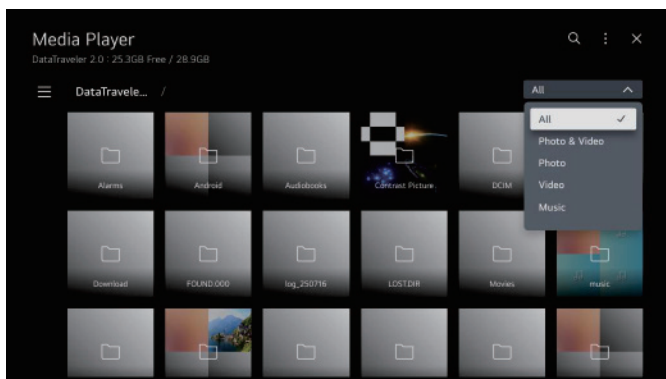 Media Player
DataTraveler 2.0 : 25.3GB Free / 28.9GB
DataTravele... /
All
All
Photo & Video
Photo
Video
Music
Alarms
Android
Audiobooks
Contrast Picture.
DCIM
Download
FOUND.000
log_250716
LOST.DIR
Movies
music